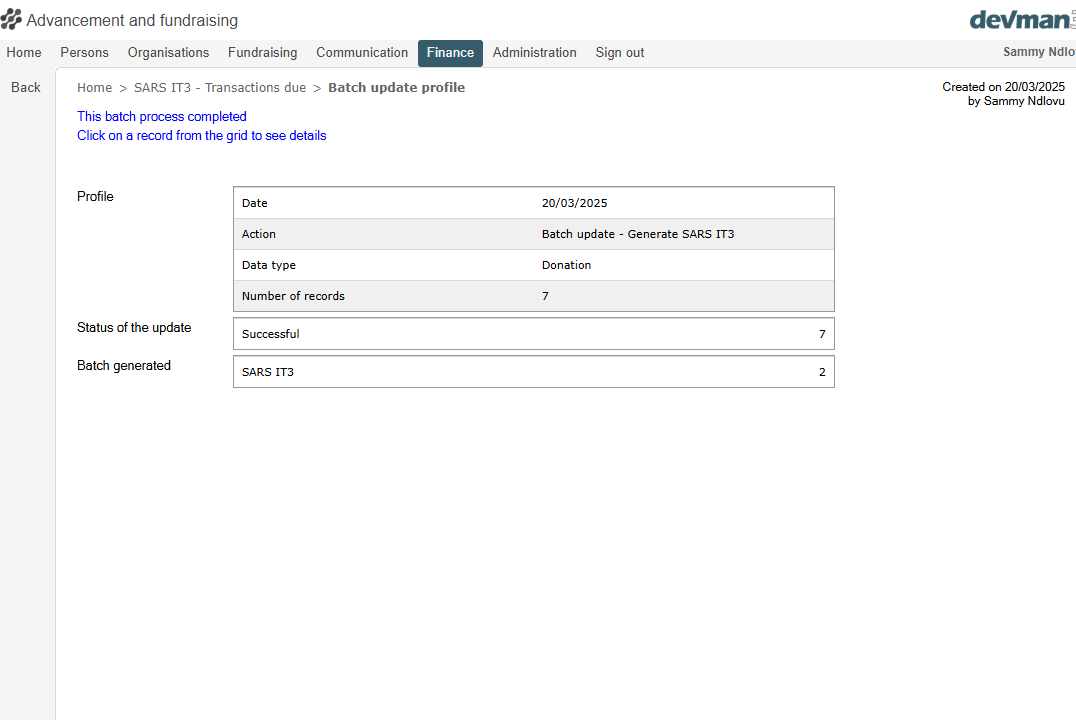 Advancement and fundraising
devman
Home Persons Organisations Fundraising Communication Finance Administration Sign out
Sammy Ndlo
Back
Home > SARS IT3 - Transactions due > Batch update profile
Created on 20/03/2025
by Sammy Ndlovu
This batch process completed
Click on a record from the grid to see details
Profile
Date 20/03/2025
Action Batch update - Generate SARS IT3
Data type Donation
Number of records 7
Status of the update
Successful 7
Batch generated
SARS IT3 2